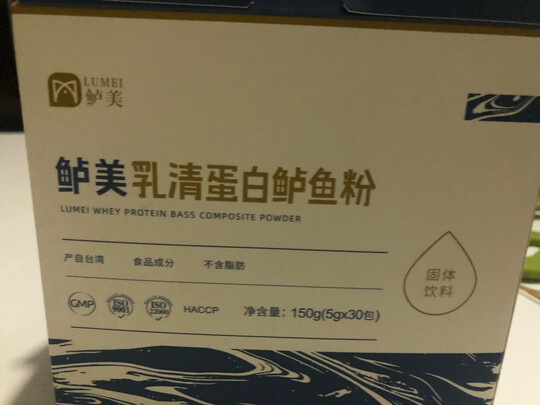 LUMEI
鲈美
鲈美乳清蛋白鲈鱼粉
LUMEI WHEY PROTEIN BASS COMPOSITE POWDER
产自台湾 食品成分 不含脂肪
固体
饮料
GMP ISO 9001 ISO 22000 HACCP 净含量：150g(5gx30包)